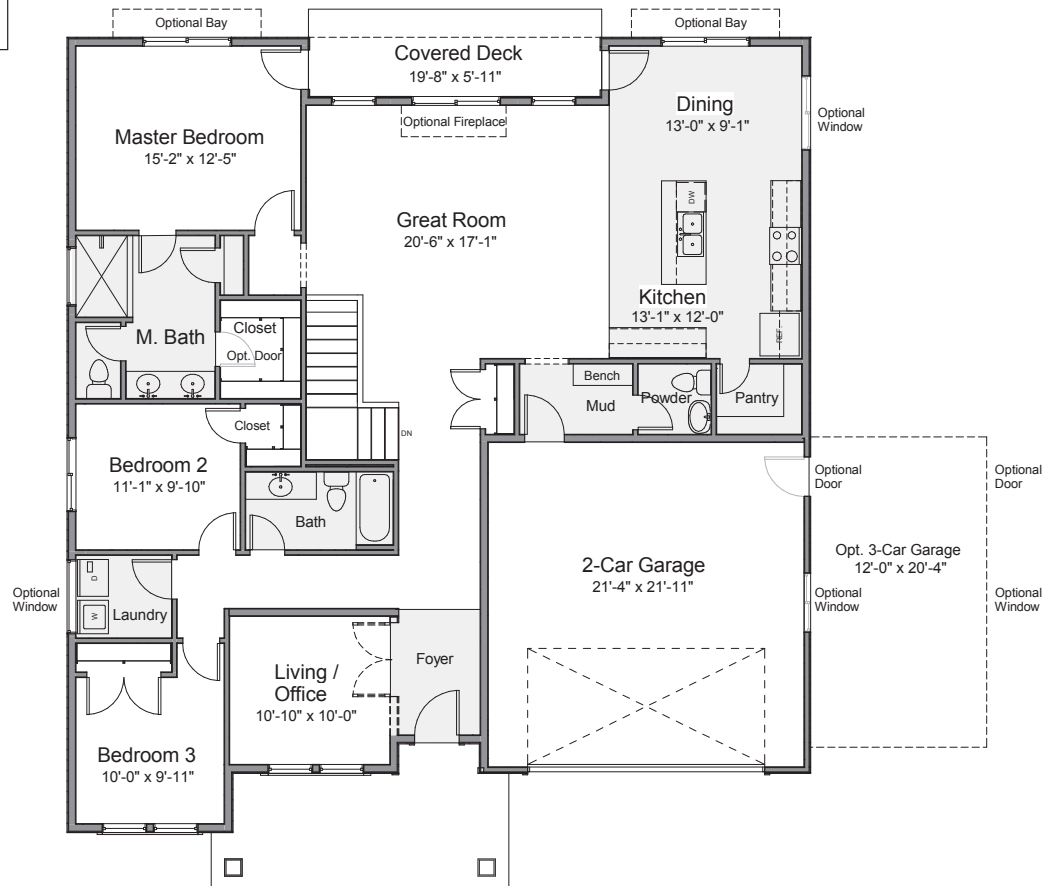 Optional Bay
Optional Bay
Covered Deck
19'-8" x 5'-11"
Optional Fireplace
Dining
13'-0" x 9'-1"
Optional
Window
Master Bedroom
15'-2" x 12'-5"
Great Room
20'-6" x 17'-1"
DW
Kitchen
13'-1" x 12'-0"
REF
M. Bath
Closet
Opt. Door
Bench
Mud
Powder
Pantry
Closet
DN
Bedroom 2
11'-1" x 9'-10"
Bath
Optional
Door
Optional
Door
2-Car Garage
21'-4" x 21'-11"
Opt. 3-Car Garage
12'-0" x 20'-4"
Optional
Window
D
W
Laundry
Optional
Window
Optional
Window
Living /
Office
10'-10" x 10'-0"
Foyer
Bedroom 3
10'-0" x 9'-11"